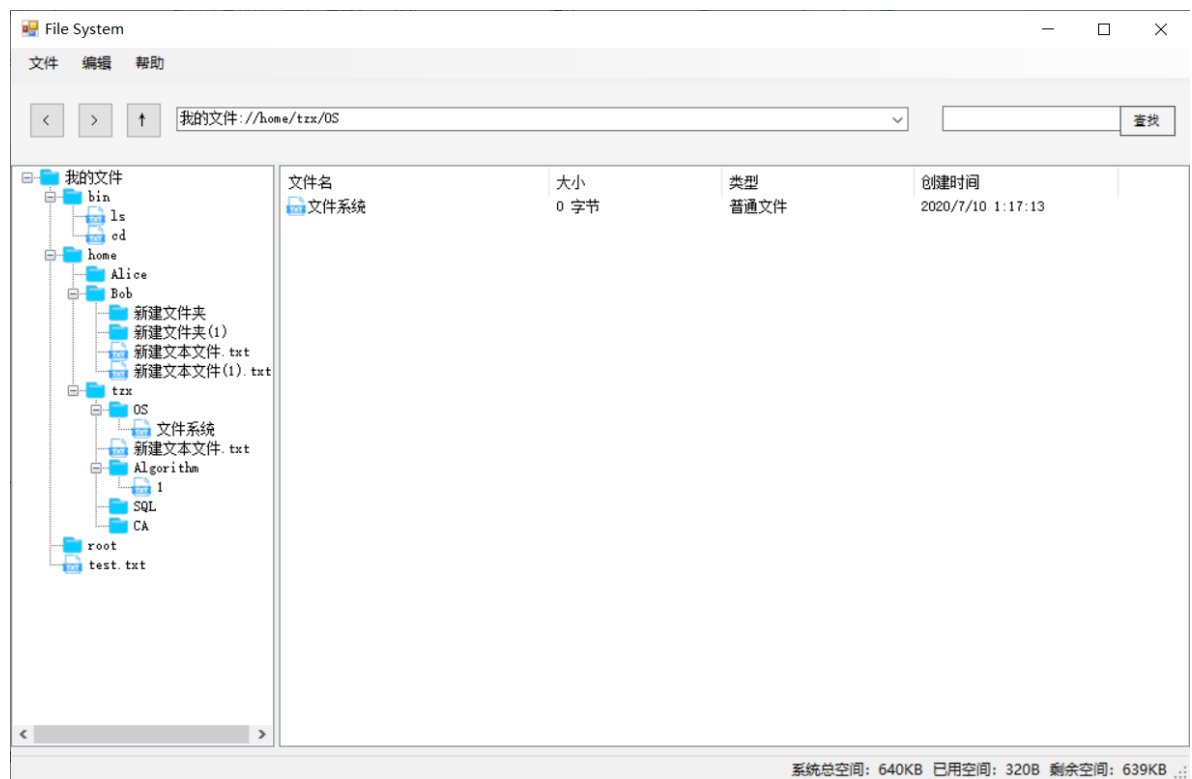 File System
文件 编辑 帮助
< > ↑ 我的文件://home/tzx/OS 查找
我的文件
bin
ls
cd
home
Alice
Bob
新建文件夹
新建文件夹(1)
新建文本文件.txt
新建文本文件(1).txt
tzx
OS
文件系统
新建文本文件.txt
Algorithm
1
SQL
CA
root
test.txt
文件名 大小 类型 创建时间
文件系统 0 字节 普通文件 2020/7/10 1:17:13
系统总空间: 640KB 已用空间: 320B 剩余空间: 639KB